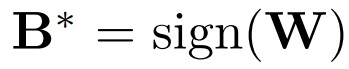 B* = sign(W)